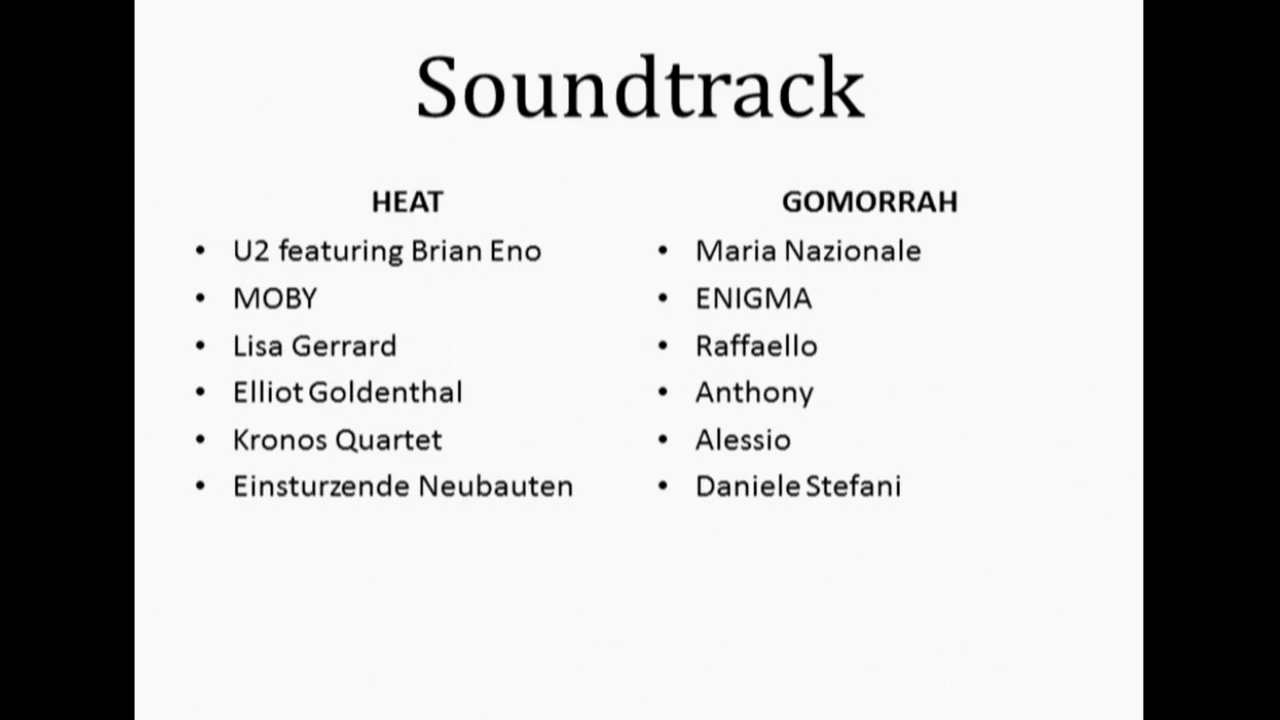 Soundtrack
HEAT
• U2 featuring Brian Eno
• MOBY
• Lisa Gerrard
• Elliot Goldenthal
• Kronos Quartet
• Einsturzende Neubauten
GOMORRAH
• Maria Nazionale
• ENIGMA
• Raffaello
• Anthony
• Alessio
• Daniele Stefani